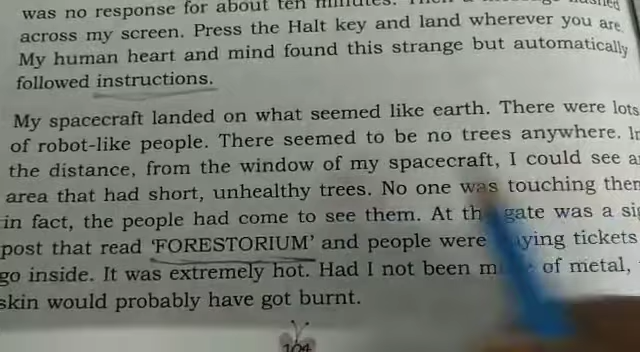 was no response for about ten minutes. Then a flashed
across my screen. Press the Halt key and land wherever you are.
My human heart and mind found this strange but automatically
followed instructions.
My spacecraft landed on what seemed like earth. There were lots
of robot-like people. There seemed to be no trees anywhere. In
the distance, from the window of my spacecraft, I could see a
area that had short, unhealthy trees. No one was touching them
in fact, the people had come to see them. At the gate was a sig
post that read 'FORESTORIUM' and people were tickets
go inside. It was extremely hot. Had I not been of metal,
skin would probably have got burnt.
104